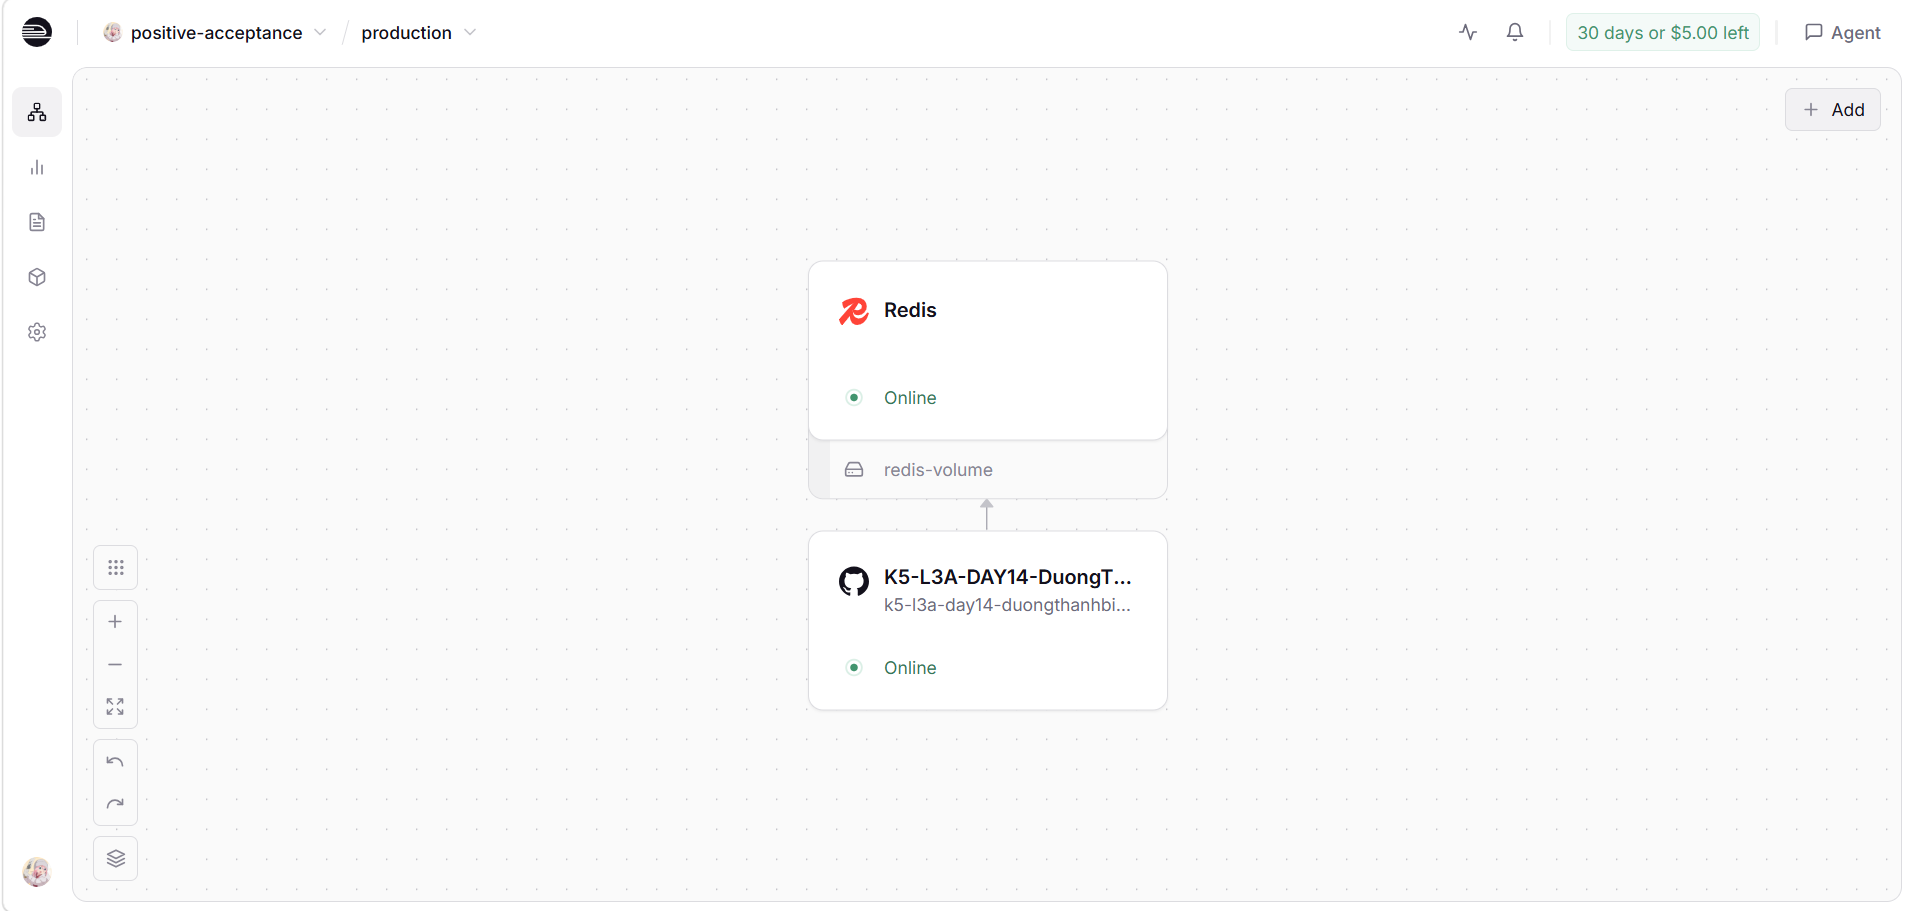 positive-acceptance / production
30 days or $5.00 left
Agent
Add
Redis
Online
redis-volume
K5-L3A-DAY14-DuongT...
k5-l3a-day14-duongthanhbi...
Online